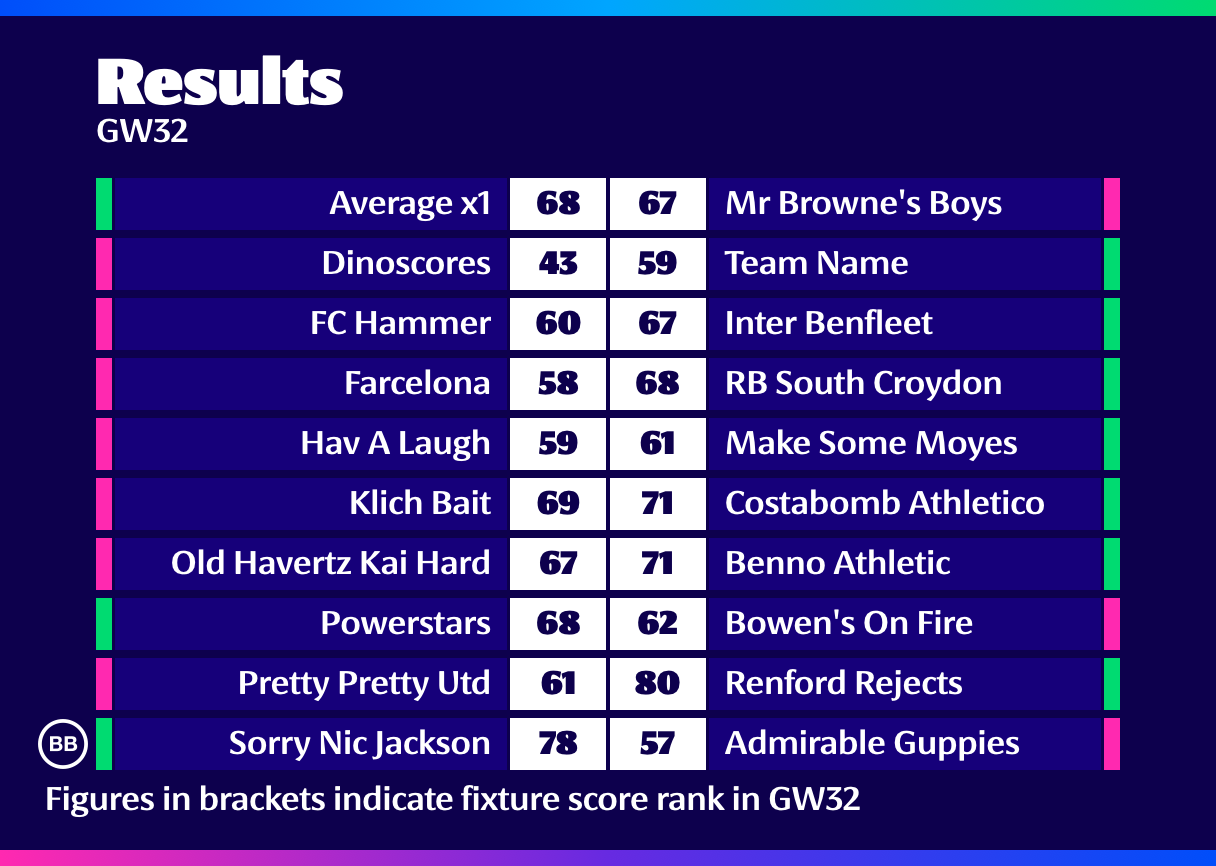 Results
GW32
Average x1 68 67 Mr Browne's Boys
Dinoscores 43 59 Team Name
FC Hammer 60 67 Inter Benfleet
Farcelona 58 68 RB South Croydon
Hav A Laugh 59 61 Make Some Moyes
Klich Bait 69 71 Costabomb Athletico
Old Havertz Kai Hard 67 71 Benno Athletic
Powerstars 68 62 Bowen's On Fire
Pretty Pretty Utd 61 80 Renford Rejects
BB Sorry Nic Jackson 78 57 Admirable Guppies
Figures in brackets indicate fixture score rank in GW32